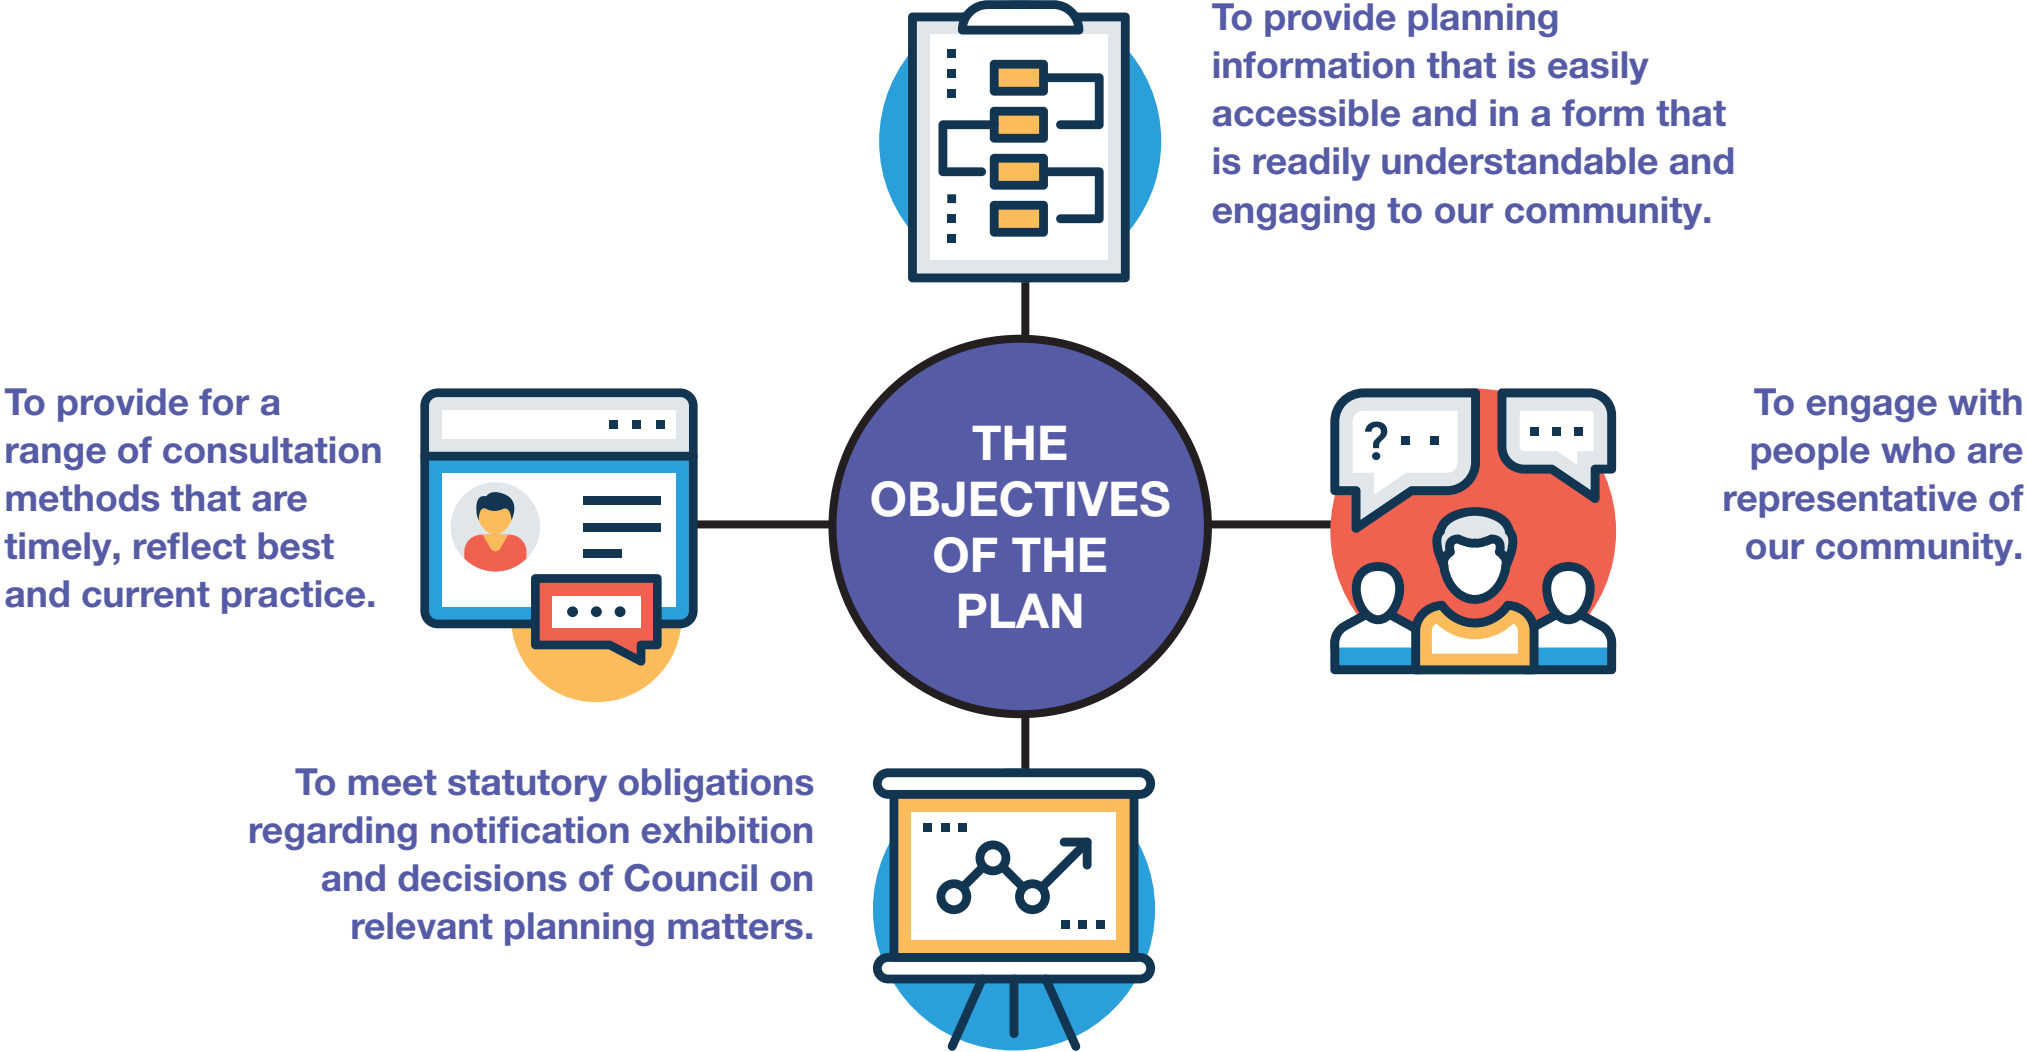 To provide planning
information that is easily
accessible and in a form that
is readily understandable and
engaging to our community.
To provide for a
range of consultation
methods that are
timely, reflect best
and current practice.
THE
OBJECTIVES
OF THE
PLAN
?
To engage with
people who are
representative of
our community.
To meet statutory obligations
regarding notification exhibition
and decisions of Council on
relevant planning matters.